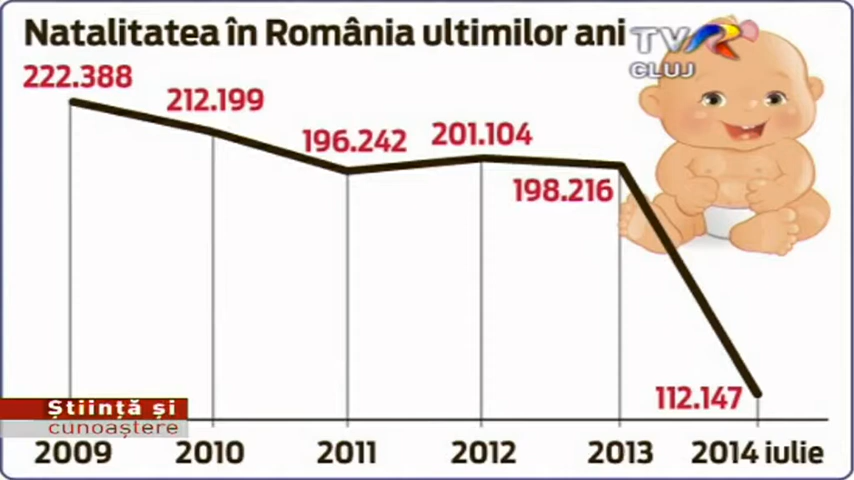 Natalitatea în România ultimilor ani
TVR
CLUJ
222.388
212.199
196.242
201.104
198.216
112.147
Știință și
cunoaștere
2009
2010
2011
2012
2013
2014 iulie